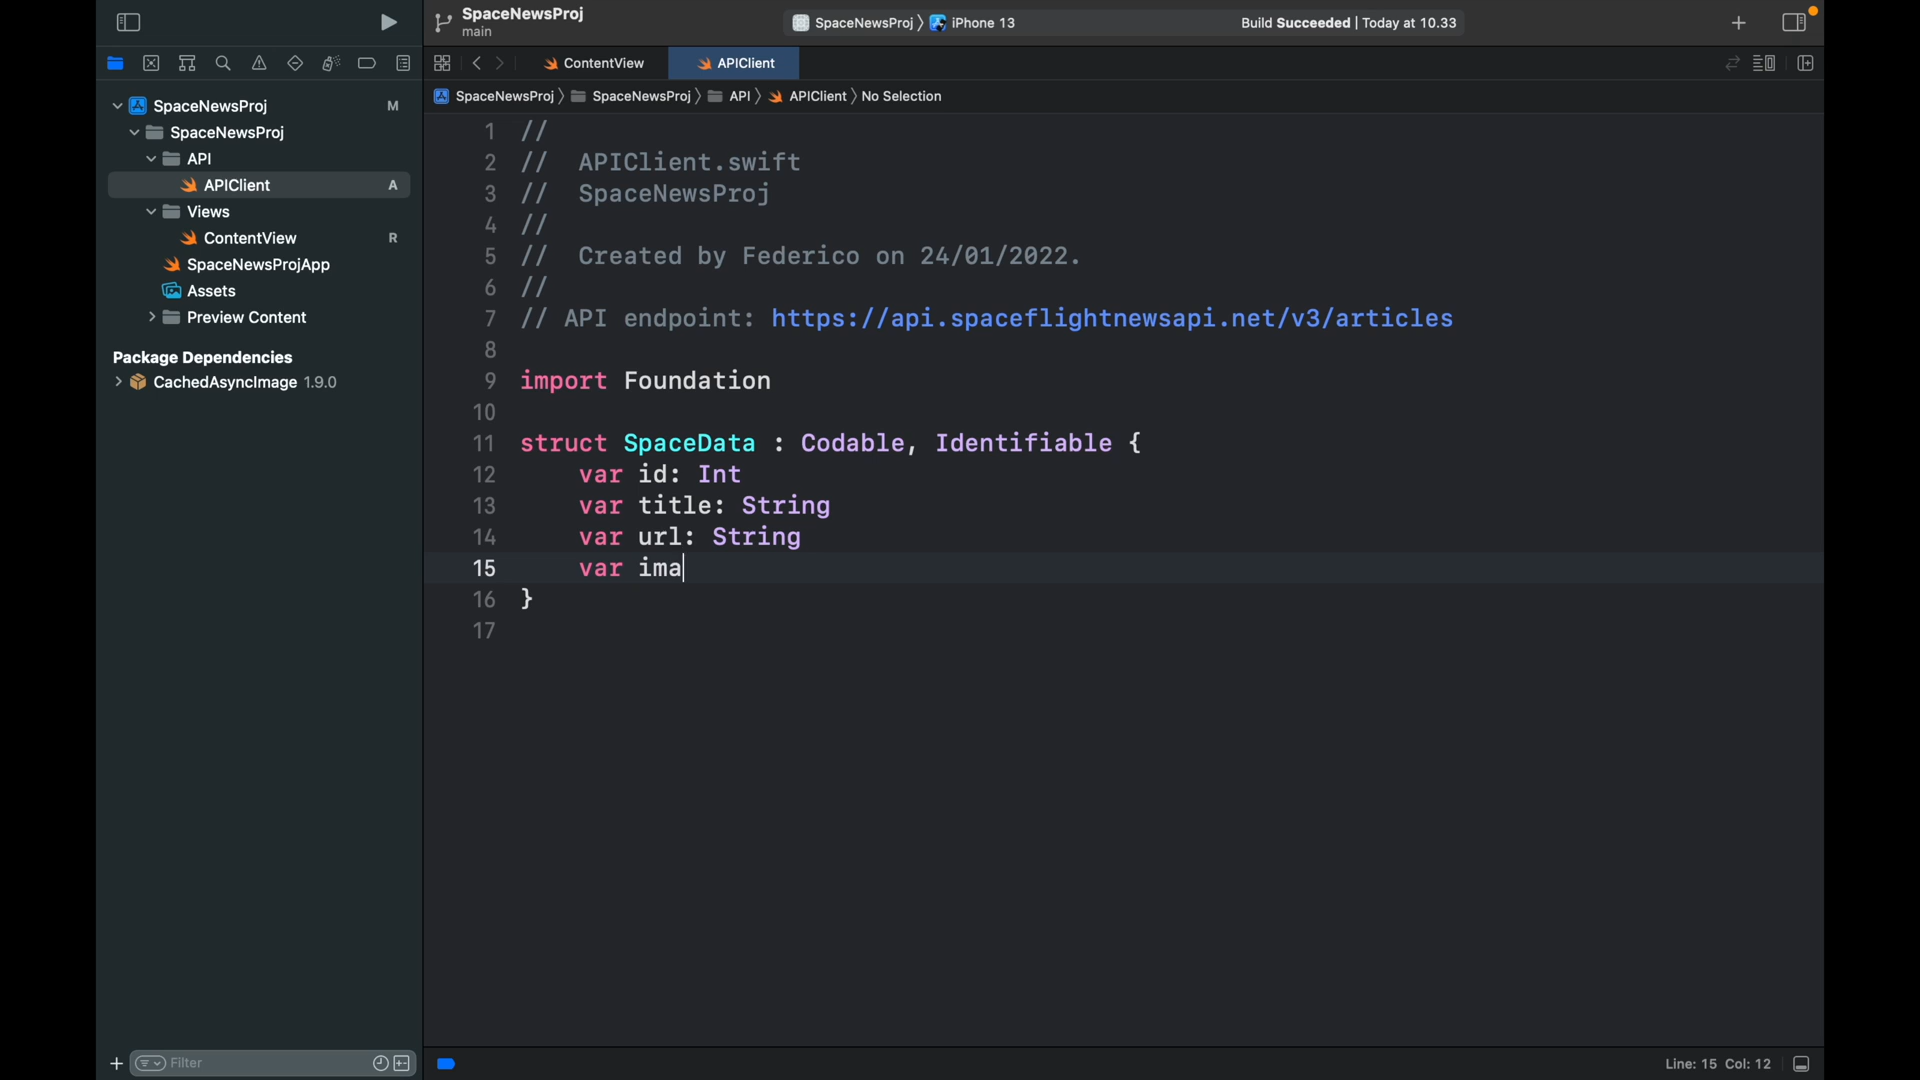 SpaceNewsProj
main
SpaceNewsProj
iPhone 13
Build Succeeded | Today at 10.33
ContentView
APIClient
SpaceNewsProj
SpaceNewsProj
API
APIClient
No Selection
SpaceNewsProj M
SpaceNewsProj
API
APIClient A
Views
ContentView R
SpaceNewsProjApp
Assets
Preview Content
Package Dependencies
CachedAsyncImage 1.9.0
1 //
2 //  APIClient.swift
3 //  SpaceNewsProj
4 //
5 //  Created by Federico on 24/01/2022.
6 //
7 // API endpoint: https://api.spaceflightnewsapi.net/v3/articles
8
9 import Foundation
10
11 struct SpaceData : Codable, Identifiable {
12     var id: Int
13     var title: String
14     var url: String
15     var ima
16 }
17
Filter
Line: 15 Col: 12